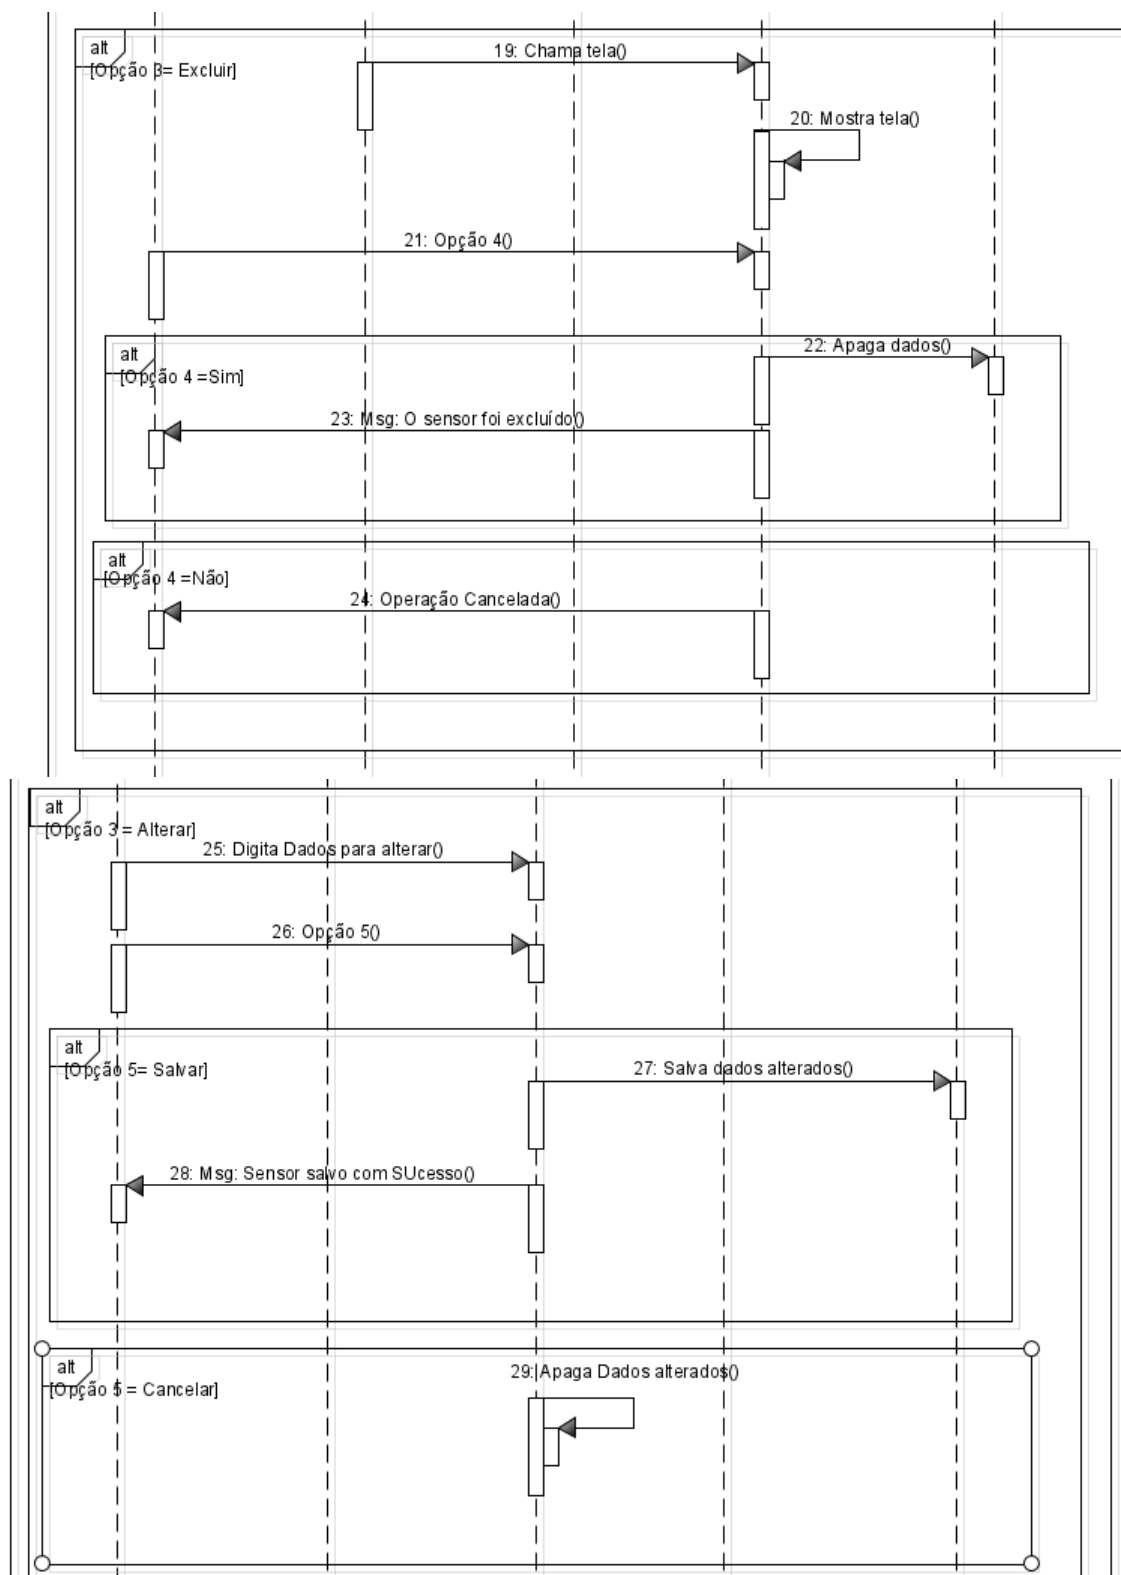 alt
19: Chama tela()
[Opção 3= Excluir]
20: Mostra tela()
21: Opção 4()
alt
22: Apaga dados()
[Opção 4 =Sim]
23: Msg: O sensor foi excluído()
alt
[Opção 4 =Não]
24: Operação Cancelada()
alt
[Opção 3 = Alterar]
25: Digita Dados para alterar()
26: Opção 5()
alt
[Opção 5= Salvar]
27: Salva dados alterados()
28: Msg: Sensor salvo com SUcesso()
alt
29: Apaga Dados alterados()
[Opção 5 = Cancelar]